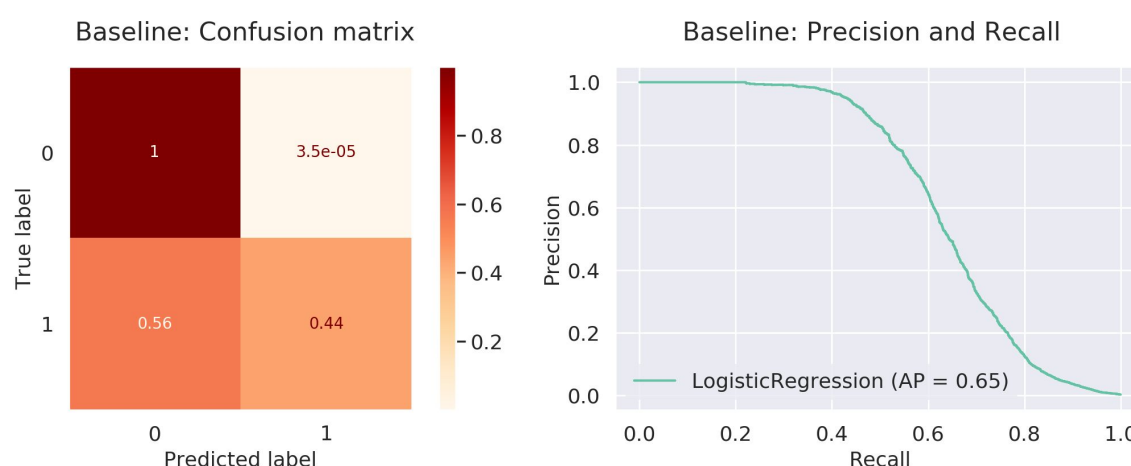 Baseline: Confusion matrix
True label
0
1
1
3.5e-05
0.56
0.44
0
1
Predicted label
0.8
0.6
0.4
0.2
Baseline: Precision and Recall
Precision
1.0
0.8
0.6
0.4
0.2
0.0
LogisticRegression (AP = 0.65)
0.0
0.2
0.4
0.6
0.8
1.0
Recall